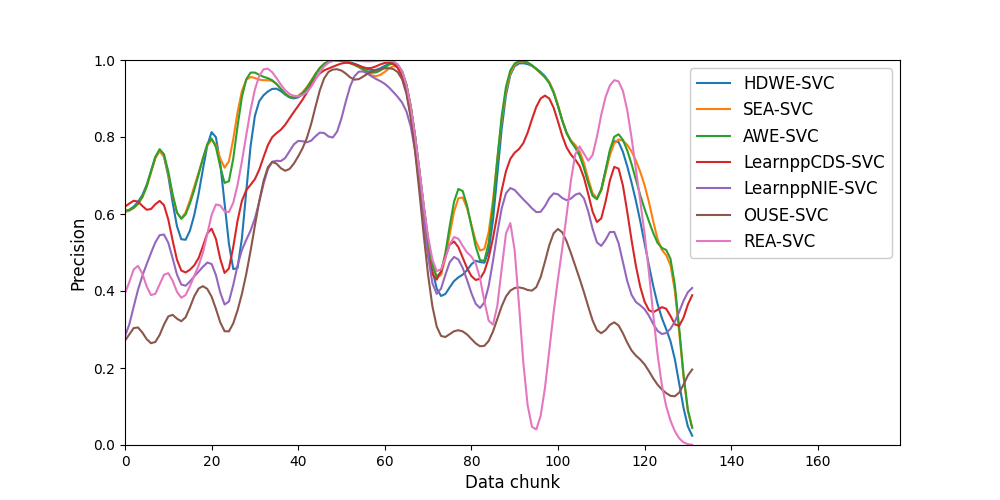 1.0
0.8
0.6
0.4
0.2
0.0
Precision
0 20 40 60 80 100 120 140 160
Data chunk
HDWE-SVC
SEA-SVC
AWE-SVC
LearnppCDS-SVC
LearnppNIE-SVC
OUSE-SVC
REA-SVC